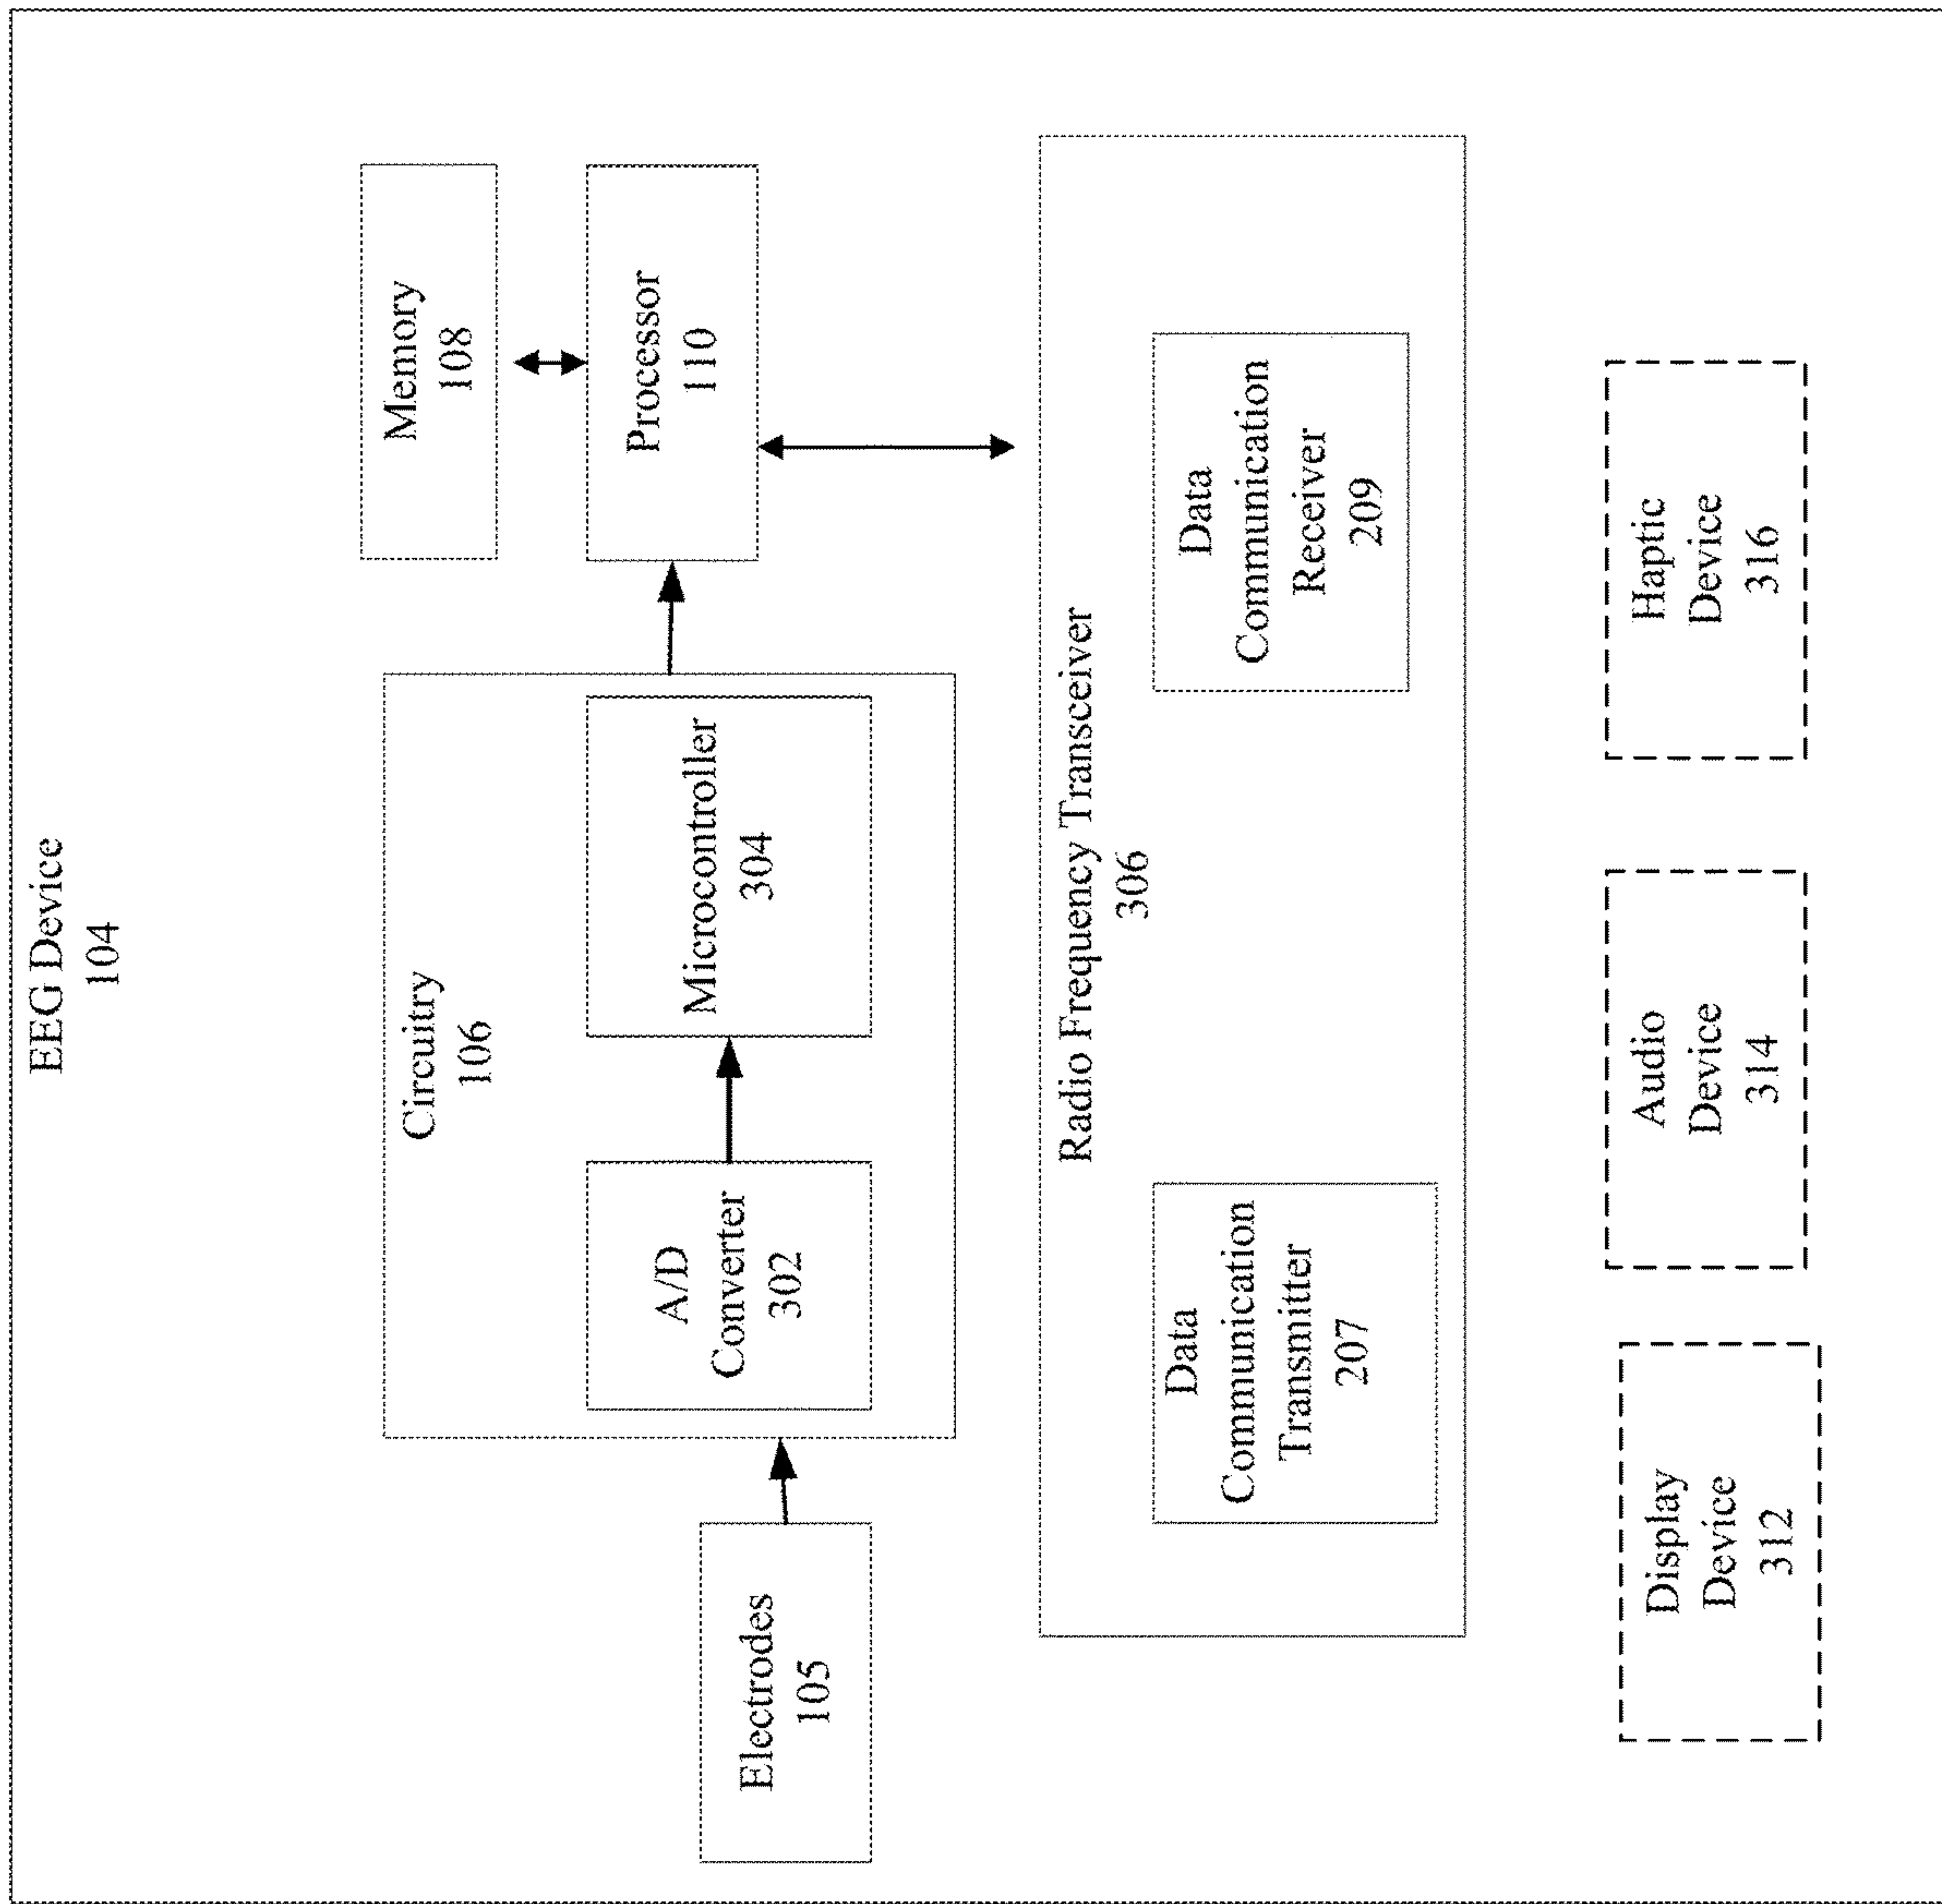 EEG Device
104
Circuitry
106
Memory
108
Electrodes
105
A/D
Converter
302
Microcontroller
304
Processor
110
Radio Frequency Transceiver
306
Data
Communication
Transmitter
207
Data
Communication
Receiver
209
Display
Device
312
Audio
Device
314
Haptic
Device
316